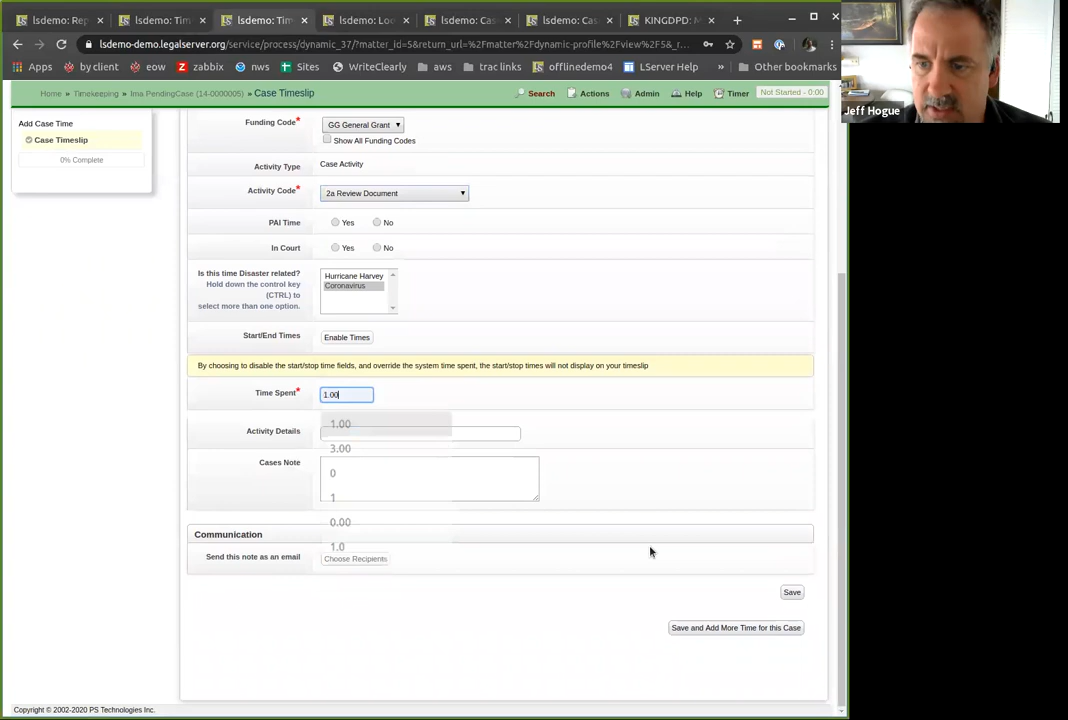 lsdemo: Rep
lsdemo: Tim
lsdemo: Tim
lsdemo: Loo
lsdemo: Cas
lsdemo: Cas
KINGDPD: M
lsdemo-demo.legalserver.org/service/process/dynamic_37/?matter_id=5&return_url=%2Fmatter%2Fdynamic-profile%2Fview%2F5&_r...
Apps by client eow zabbix nws Sites WriteClearly aws trac links offlinedemo4 LServer Help » Other bookmarks
Jeff Hogue
Home » Timekeeping » Ima PendingCase (14-0000005) » Case Timeslip
Search Actions Admin Help Timer Not Started - 0:00
Add Case Time
Case Timeslip
0% Complete
Funding Code* GG General Grant
Show All Funding Codes
Activity Type Case Activity
Activity Code* 2a Review Document
PAI Time Yes No
In Court Yes No
Is this time Disaster related?
Hold down the control key
(CTRL) to
select more than one option.
Hurricane Harvey
Coronavirus
Start/End Times Enable Times
By choosing to disable the start/stop time fields, and override the system time spent, the start/stop times will not display on your timeslip
Time Spent* 1.00
1.00
3.00
0
1
0.00
1.0
Activity Details
Cases Note
Communication
Send this note as an email Choose Recipients
Save
Save and Add More Time for this Case
Copyright © 2002-2020 PS Technologies Inc.